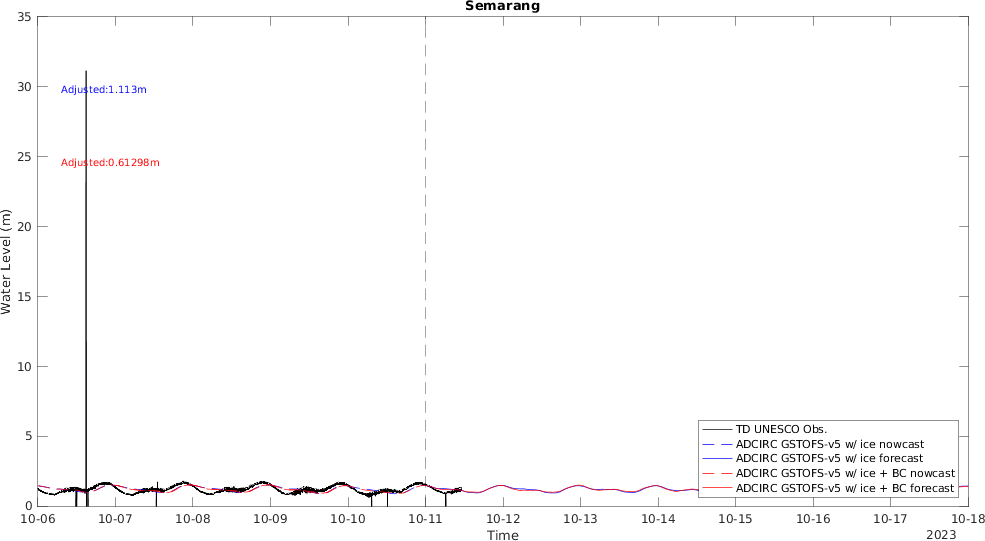 Semarang
Water Level (m)
35
30
25
20
15
10
5
0
Adjusted:1.113m
Adjusted:0.61298m
TD UNESCO Obs.
ADCIRC GSTOFS-v5 w/ ice nowcast
ADCIRC GSTOFS-v5 w/ ice forecast
ADCIRC GSTOFS-v5 w/ ice + BC nowcast
ADCIRC GSTOFS-v5 w/ ice + BC forecast
10-06 10-07 10-08 10-09 10-10 10-11 10-12 10-13 10-14 10-15 10-16 10-17 10-18
Time
2023